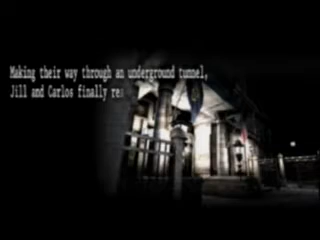 Making their way through an underground tunnel,
Jill and Carlos finally re